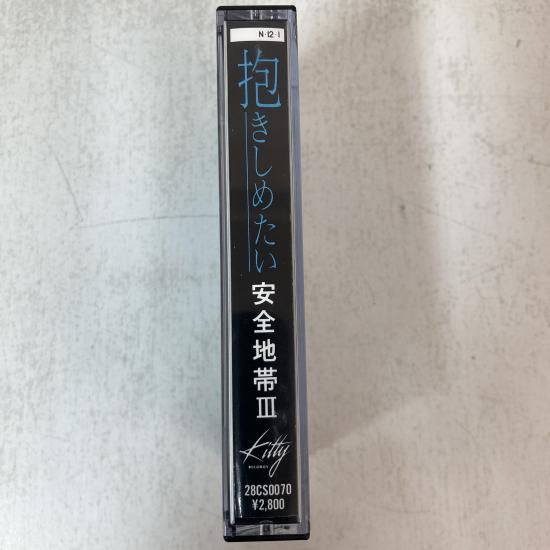 N·12·1
抱きしめたい
安全地帯III
Kitty
RECORDS
28CS0070
¥2,800